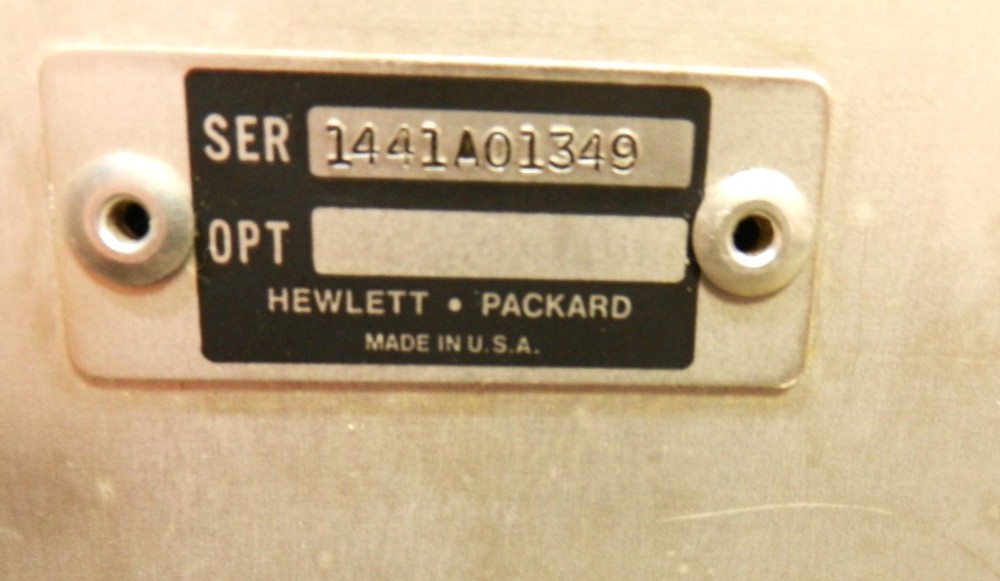 SER 1441A01349
OPT
HEWLETT • PACKARD
MADE IN U.S.A.